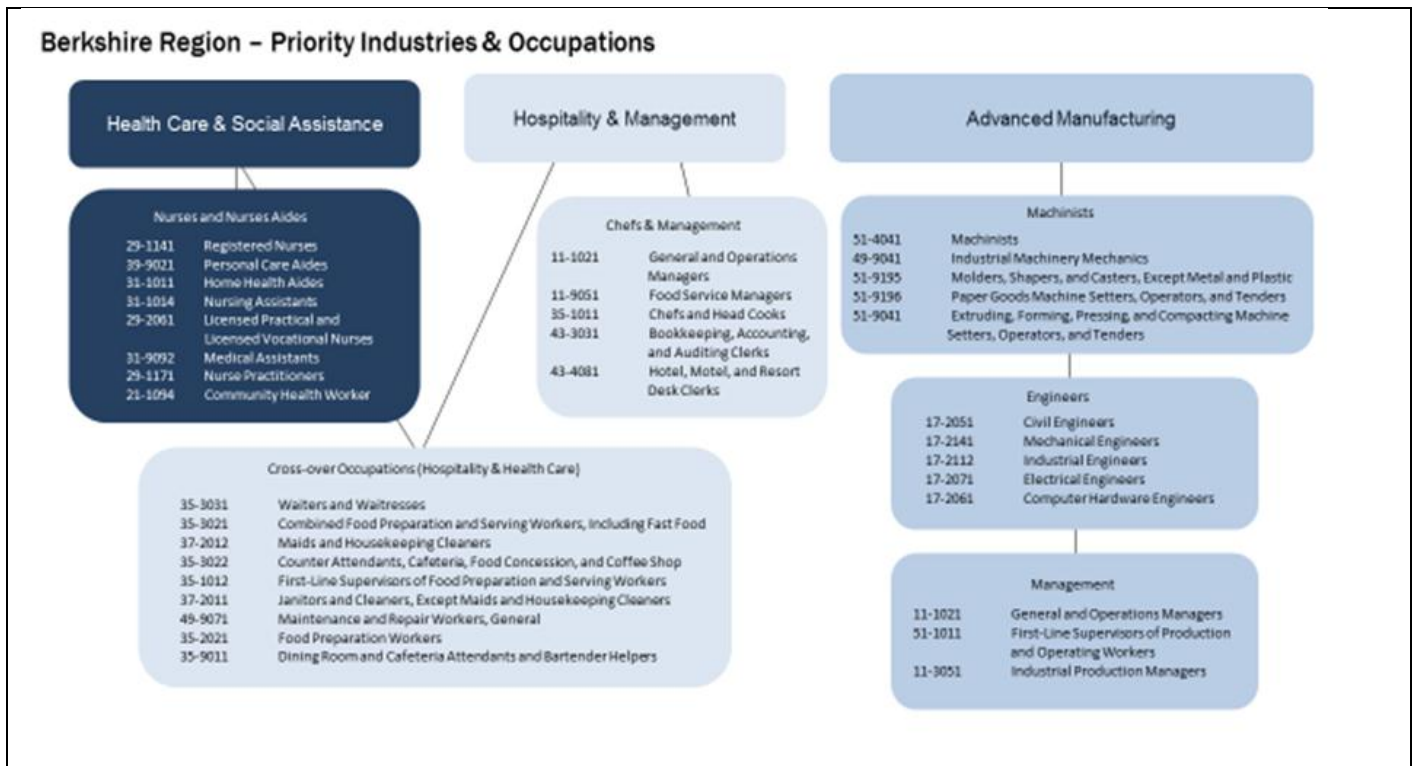 Berkshire Region – Priority Industries & Occupations
Health Care & Social Assistance
Hospitality & Management
Advanced Manufacturing
Nurses and Nurses Aides
29-1141 Registered Nurses
39-9021 Personal Care Aides
31-1011 Home Health Aides
31-1014 Nursing Assistants
29-2061 Licensed Practical and
Licensed Vocational Nurses
31-9092 Medical Assistants
29-1171 Nurse Practitioners
21-1094 Community Health Worker
Chefs & Management
11-1021 General and Operations
Managers
11-9051 Food Service Managers
35-1011 Chefs and Head Cooks
43-3031 Bookkeeping, Accounting,
and Auditing Clerks
43-4081 Hotel, Motel, and Resort
Desk Clerks
Machinists
51-4041 Machinists
49-9041 Industrial Machinery Mechanics
51-9195 Molders, Shapers, and Casters, Except Metal and Plastic
51-9196 Paper Goods Machine Setters, Operators, and Tenders
51-9041 Extruding, Forming, Pressing, and Compacting Machine
Setters, Operators, and Tenders
Engineers
17-2051 Civil Engineers
17-2141 Mechanical Engineers
17-2112 Industrial Engineers
17-2071 Electrical Engineers
17-2061 Computer Hardware Engineers
Cross-over Occupations (Hospitality & Health Care)
35-3031 Waiters and Waitresses
35-3021 Combined Food Preparation and Serving Workers, Including Fast Food
37-2012 Maids and Housekeeping Cleaners
35-3022 Counter Attendants, Cafeteria, Food Concession, and Coffee Shop
35-1012 First-Line Supervisors of Food Preparation and Serving Workers
37-2011 Janitors and Cleaners, Except Maids and Housekeeping Cleaners
49-9071 Maintenance and Repair Workers, General
35-2021 Food Preparation Workers
35-9011 Dining Room and Cafeteria Attendants and Bartender Helpers
Management
11-1021 General and Operations Managers
51-1011 First-Line Supervisors of Production
and Operating Workers
11-3051 Industrial Production Managers